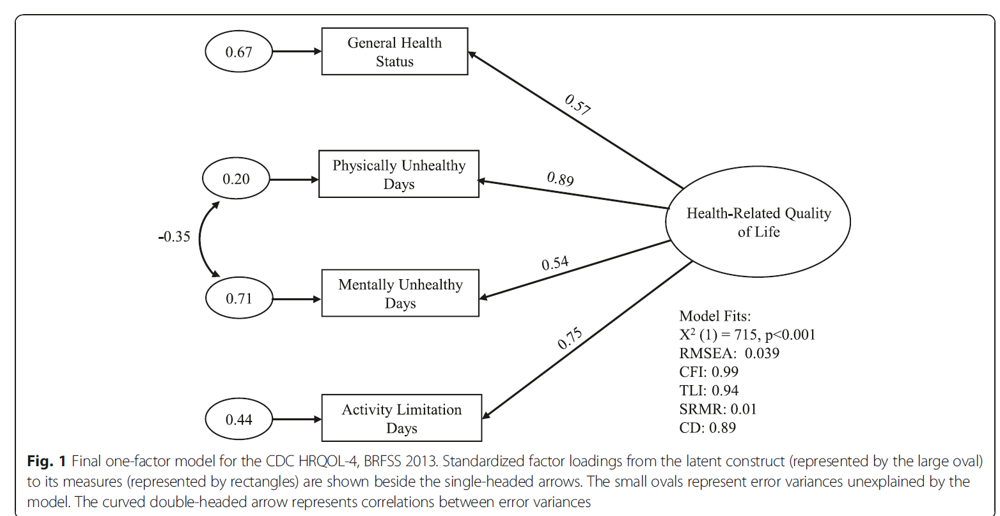 0.67
General Health
Status
0.57
0.20
Physically Unhealthy
Days
0.89
Health-Related Quality
of Life
-0.35
0.71
Mentally Unhealthy
Days
0.54
0.75
0.44
Activity Limitation
Days
Model Fits:
X² (1) = 715, p<0.001
RMSEA: 0.039
CFI: 0.99
TLI: 0.94
SRMR: 0.01
CD: 0.89
Fig. 1 Final one-factor model for the CDC HRQOL-4, BRFSS 2013. Standardized factor loadings from the latent construct (represented by the large oval)
to its measures (represented by rectangles) are shown beside the single-headed arrows. The small ovals represent error variances unexplained by the
model. The curved double-headed arrow represents correlations between error variances